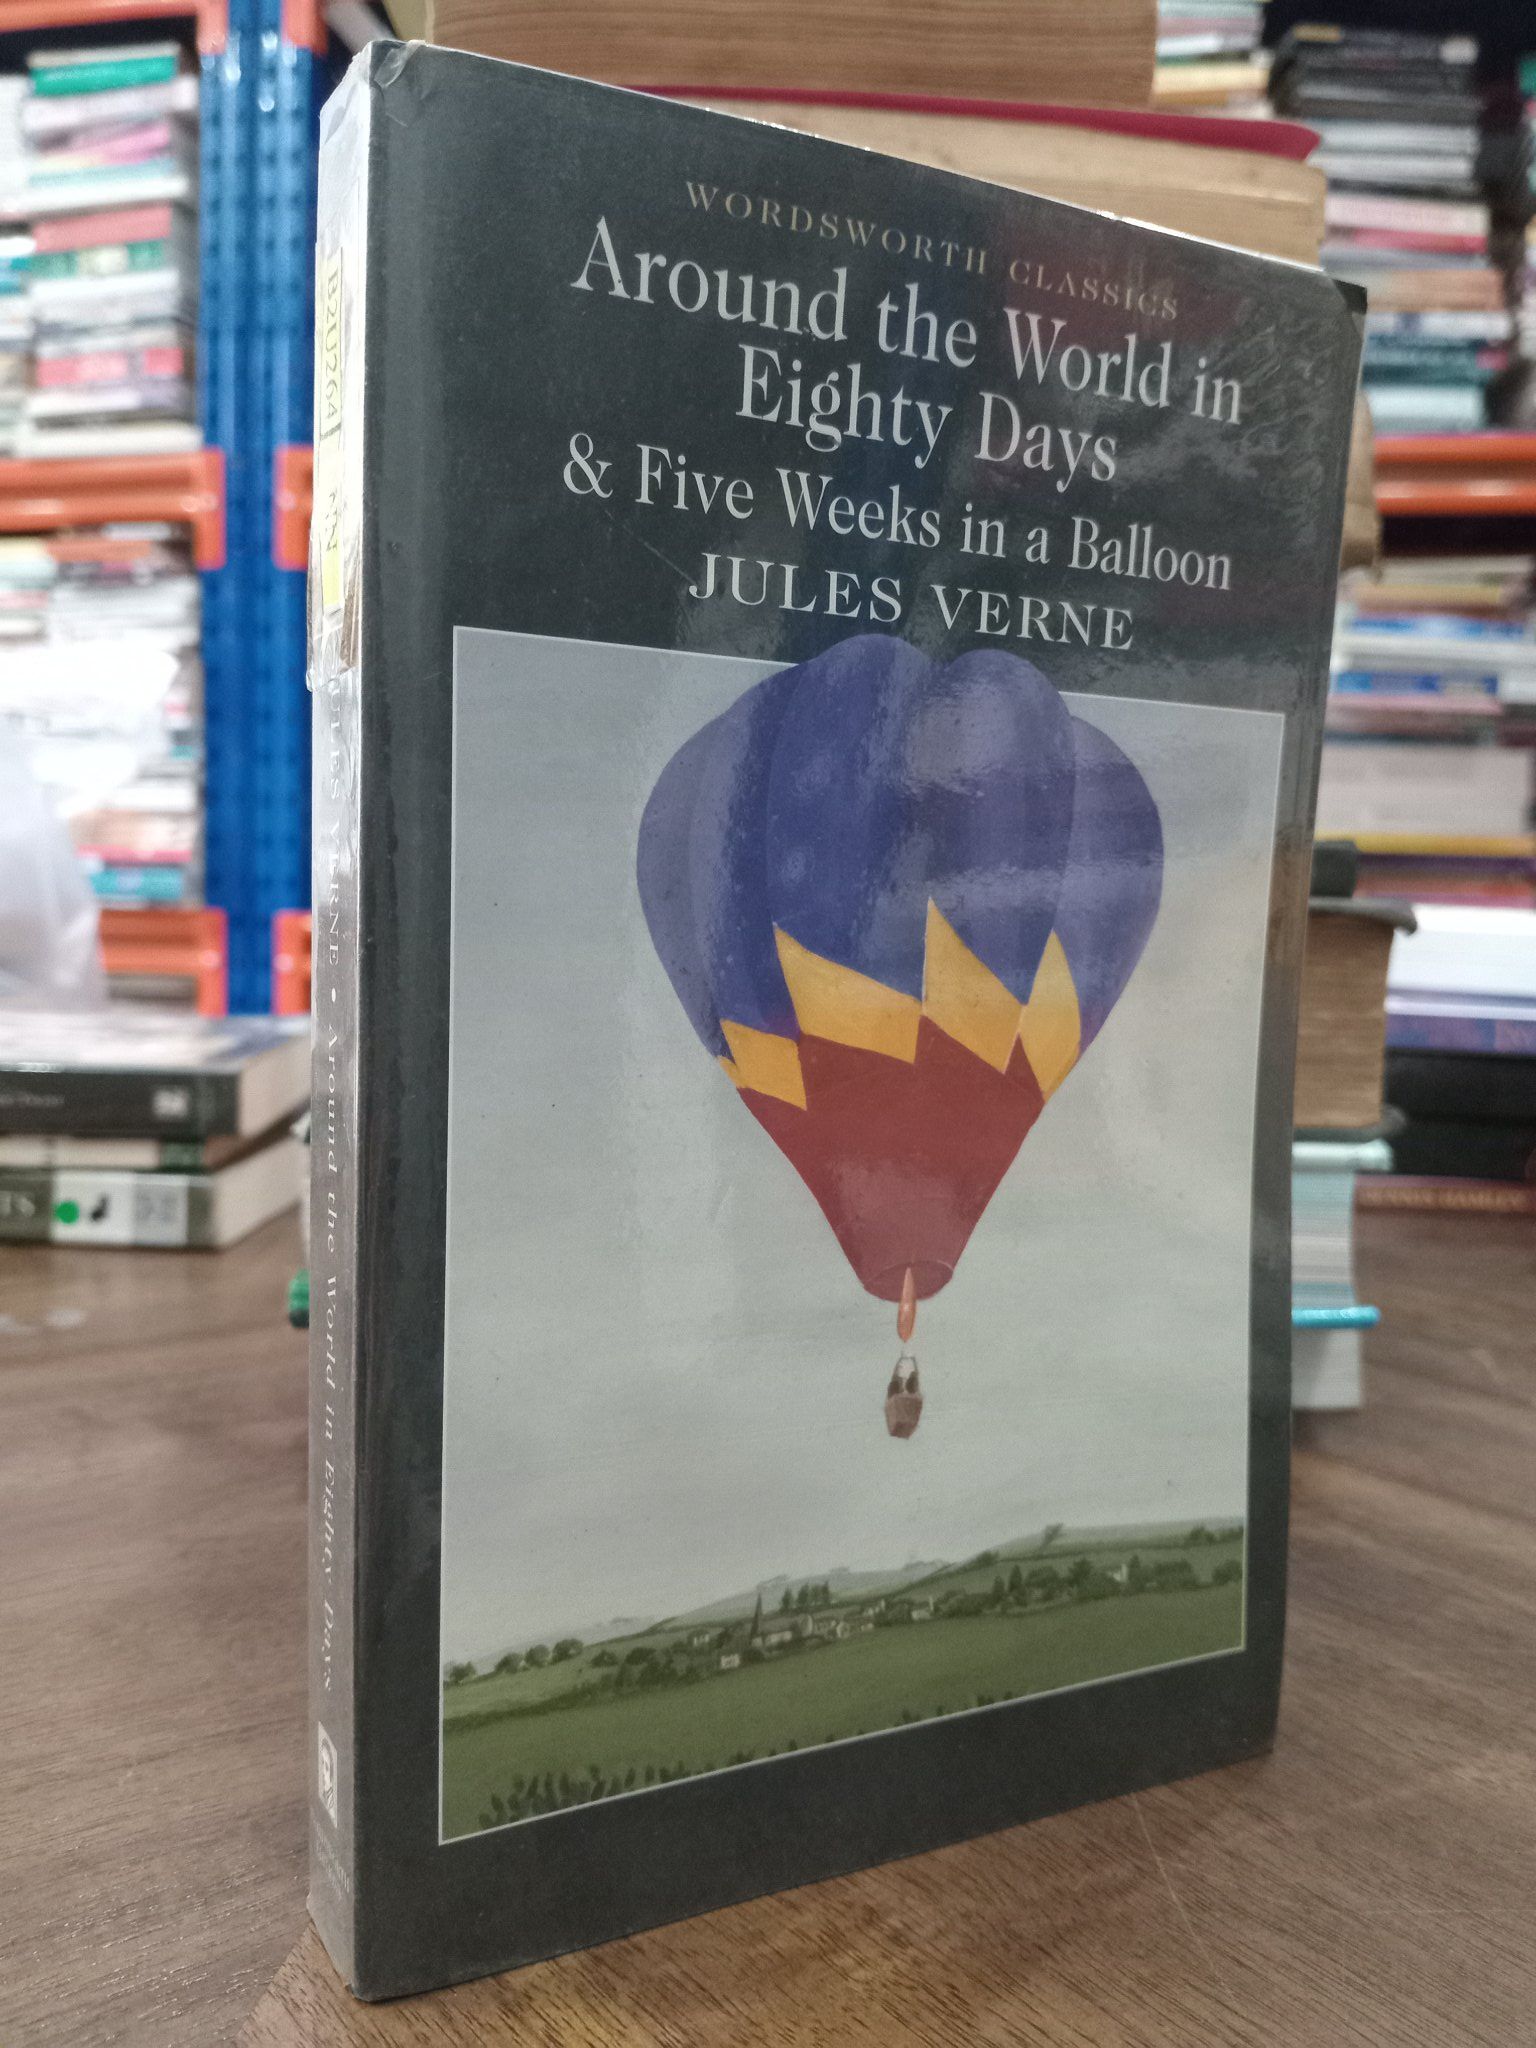 WORDSWORTH CLASSICS
Around the World in
Eighty Days
& Five Weeks in a Balloon
JULES VERNE
JULES VERNE • Around the World in Eighty Days